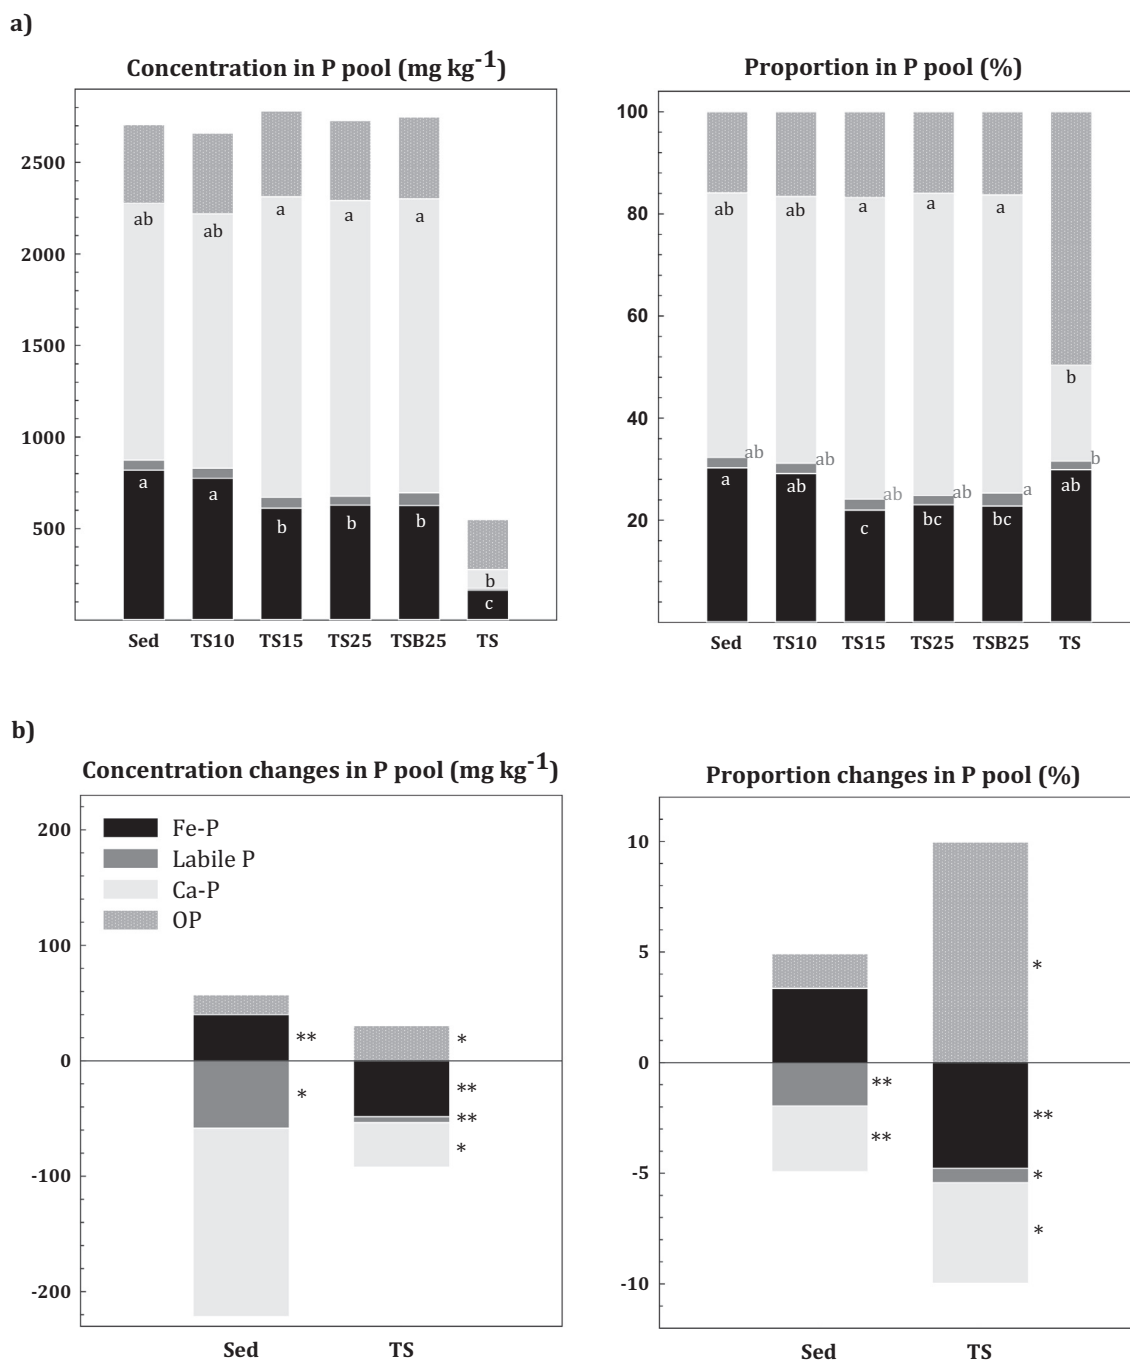 a)
Concentration in P pool (mg kg-1)
2500
2000
1500
1000
500
ab
ab
a
a
a
a
a
b
b
b
b
c
Sed TS10 TS15 TS25 TSB25 TS
Proportion in P pool (%)
100
80
60
40
20
ab
ab
a
a
a
b
ab
ab
ab
ab
a
b
a
ab
c
bc
bc
ab
Sed TS10 TS15 TS25 TSB25 TS
b)
Concentration changes in P pool (mg kg-1)
200
100
0
-100
-200
Fe-P
Labile P
Ca-P
OP
**
*
*
**
**
*
Sed TS
Proportion changes in P pool (%)
10
5
0
-5
-10
**
**
*
**
*
*
Sed TS